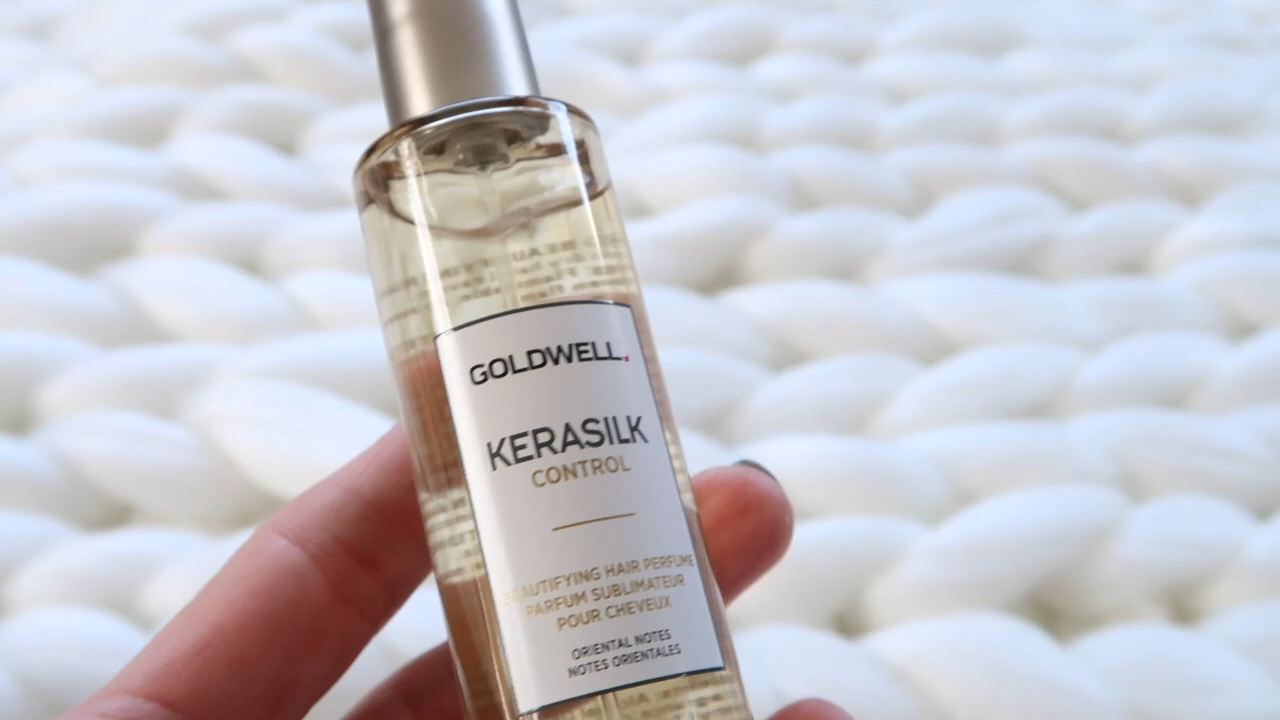 GOLDWELL.
KERASILK
CONTROL
BEAUTIFYING HAIR PERFUME
PARFUM SUBLIMATEUR
POUR CHEVEUX
ORIENTAL NOTES
NOTES ORIENTALES